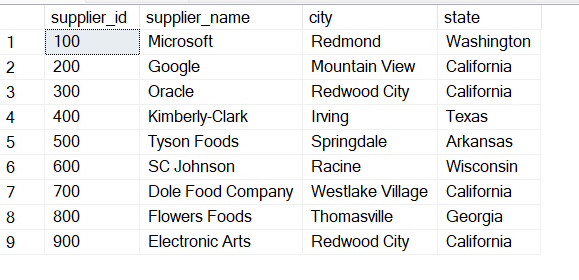 supplier_id supplier_name city state
1 100 Microsoft Redmond Washington
2 200 Google Mountain View California
3 300 Oracle Redwood City California
4 400 Kimberly-Clark Irving Texas
5 500 Tyson Foods Springdale Arkansas
6 600 SC Johnson Racine Wisconsin
7 700 Dole Food Company Westlake Village California
8 800 Flowers Foods Thomasville Georgia
9 900 Electronic Arts Redwood City California